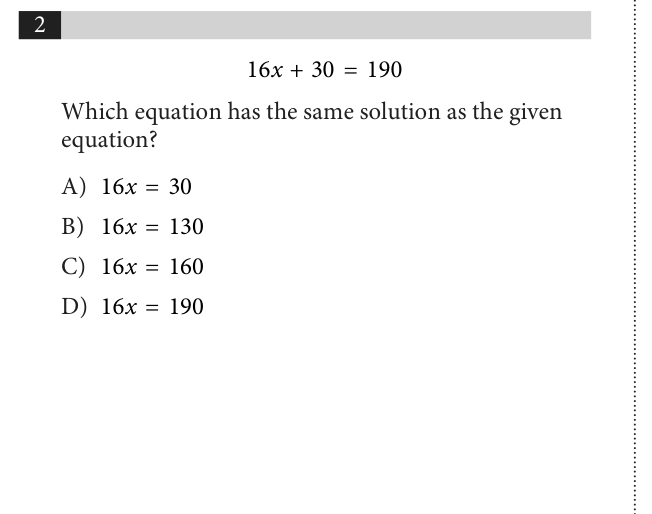 2
16x + 30 = 190
Which equation has the same solution as the given
equation?
A) 16x = 30
B) 16x = 130
C) 16x = 160
D) 16x = 190